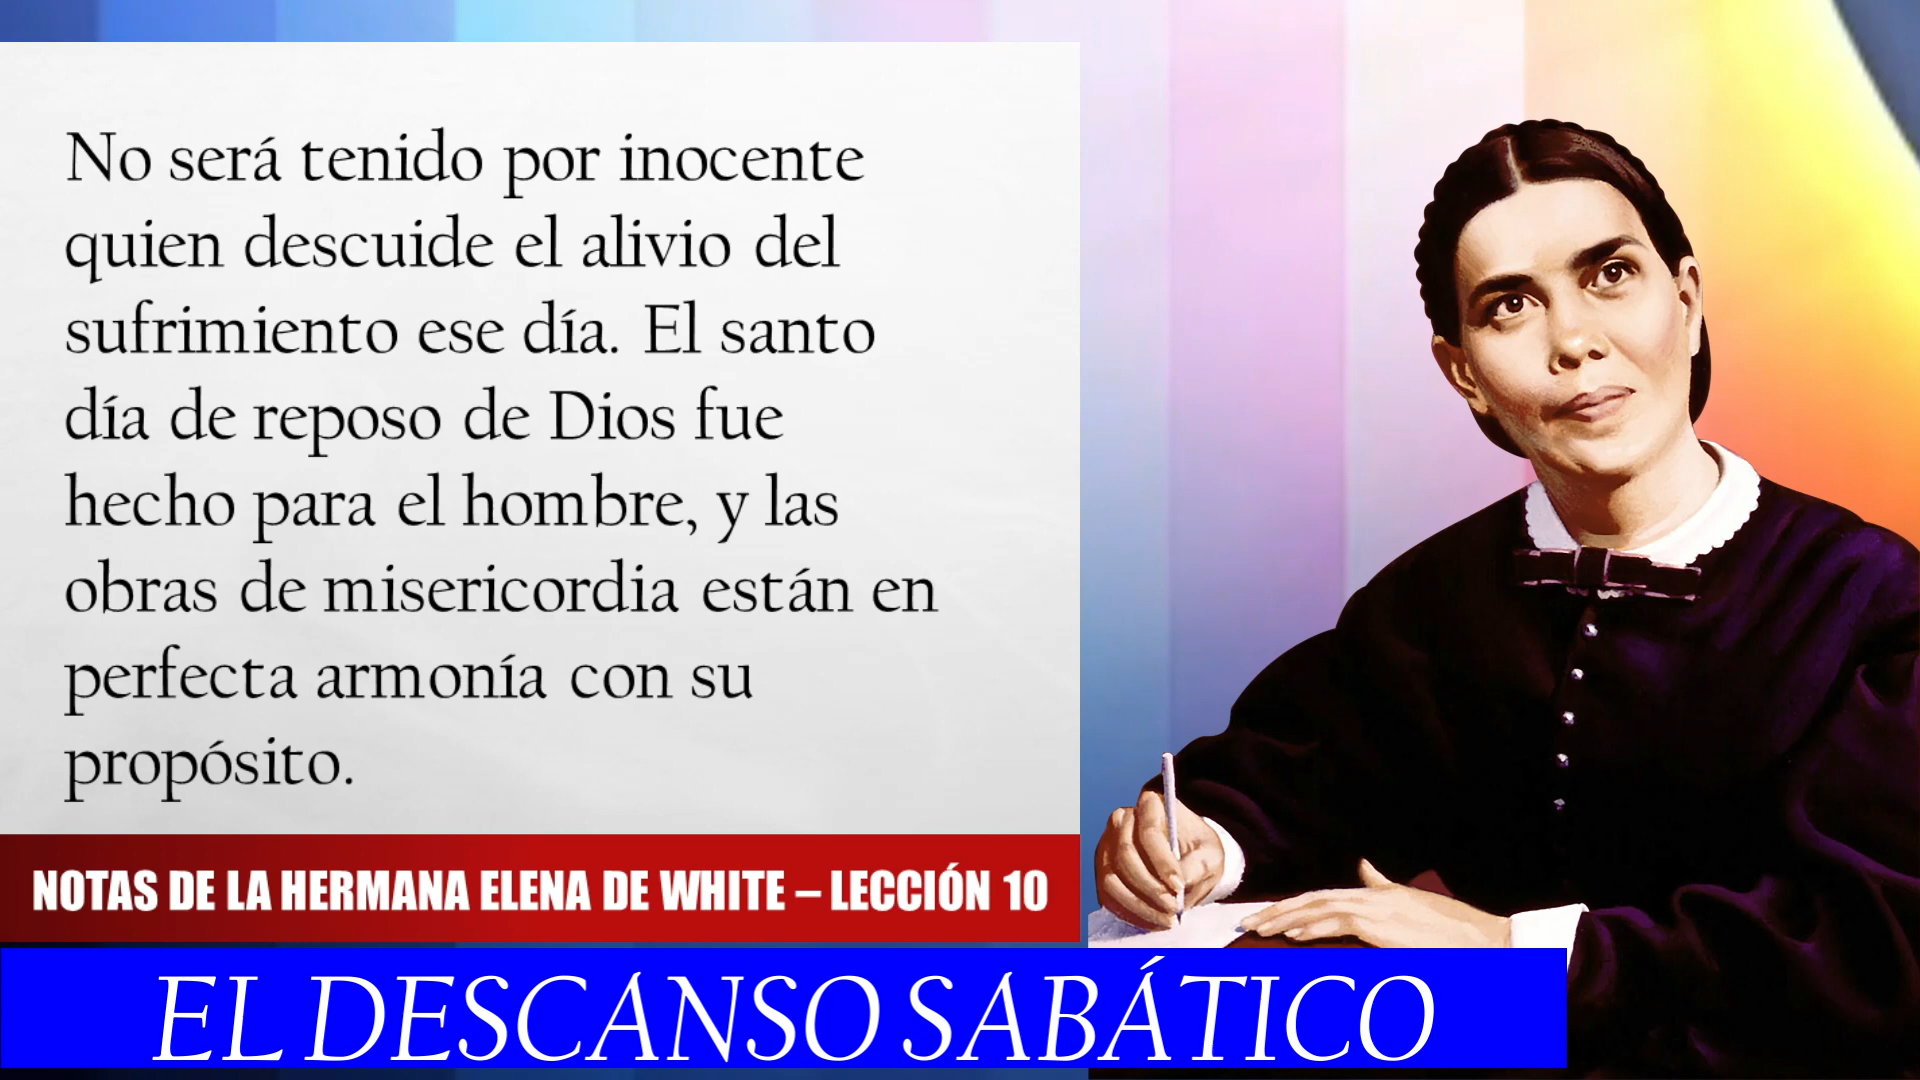 No será tenido por inocente
quien descuide el alivio del
sufrimiento ese día. El santo
día de reposo de Dios fue
hecho para el hombre, y las
obras de misericordia están en
perfecta armonía con su
propósito.
NOTAS DE LA HERMANA ELENA DE WHITE – LECCIÓN 10
EL DESCANSO SABÁTICO